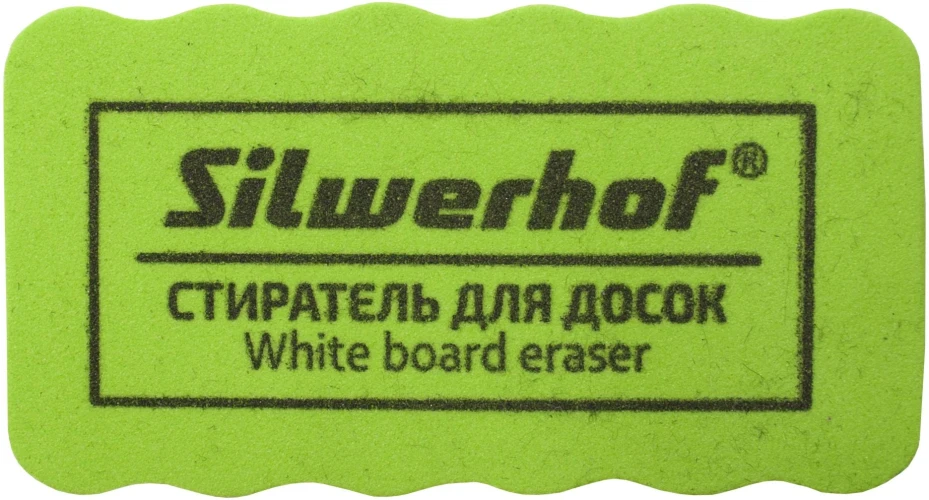 Silwerhof®
СТИРАТЕЛЬ ДЛЯ ДОСОК
White board eraser